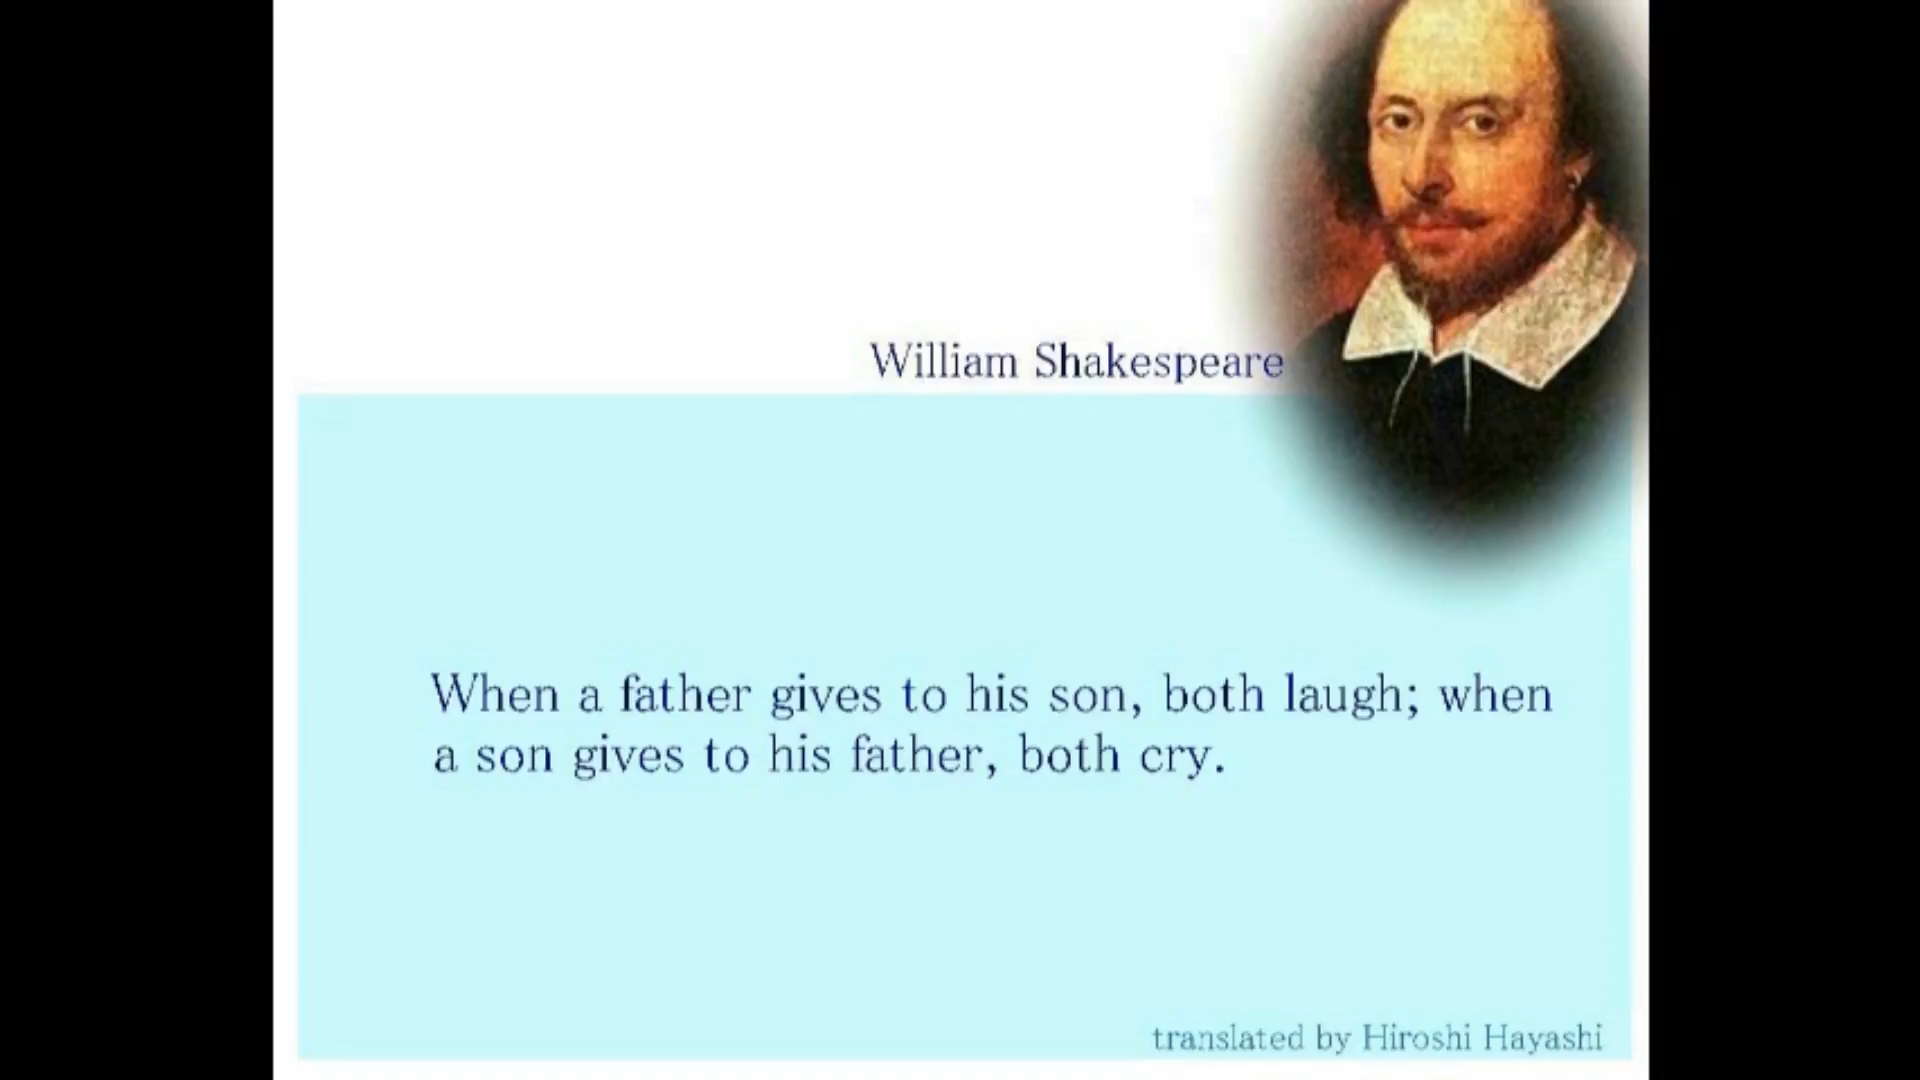 William Shakespeare
When a father gives to his son, both laugh; when
a son gives to his father, both cry.
translated by Hiroshi Hayashi